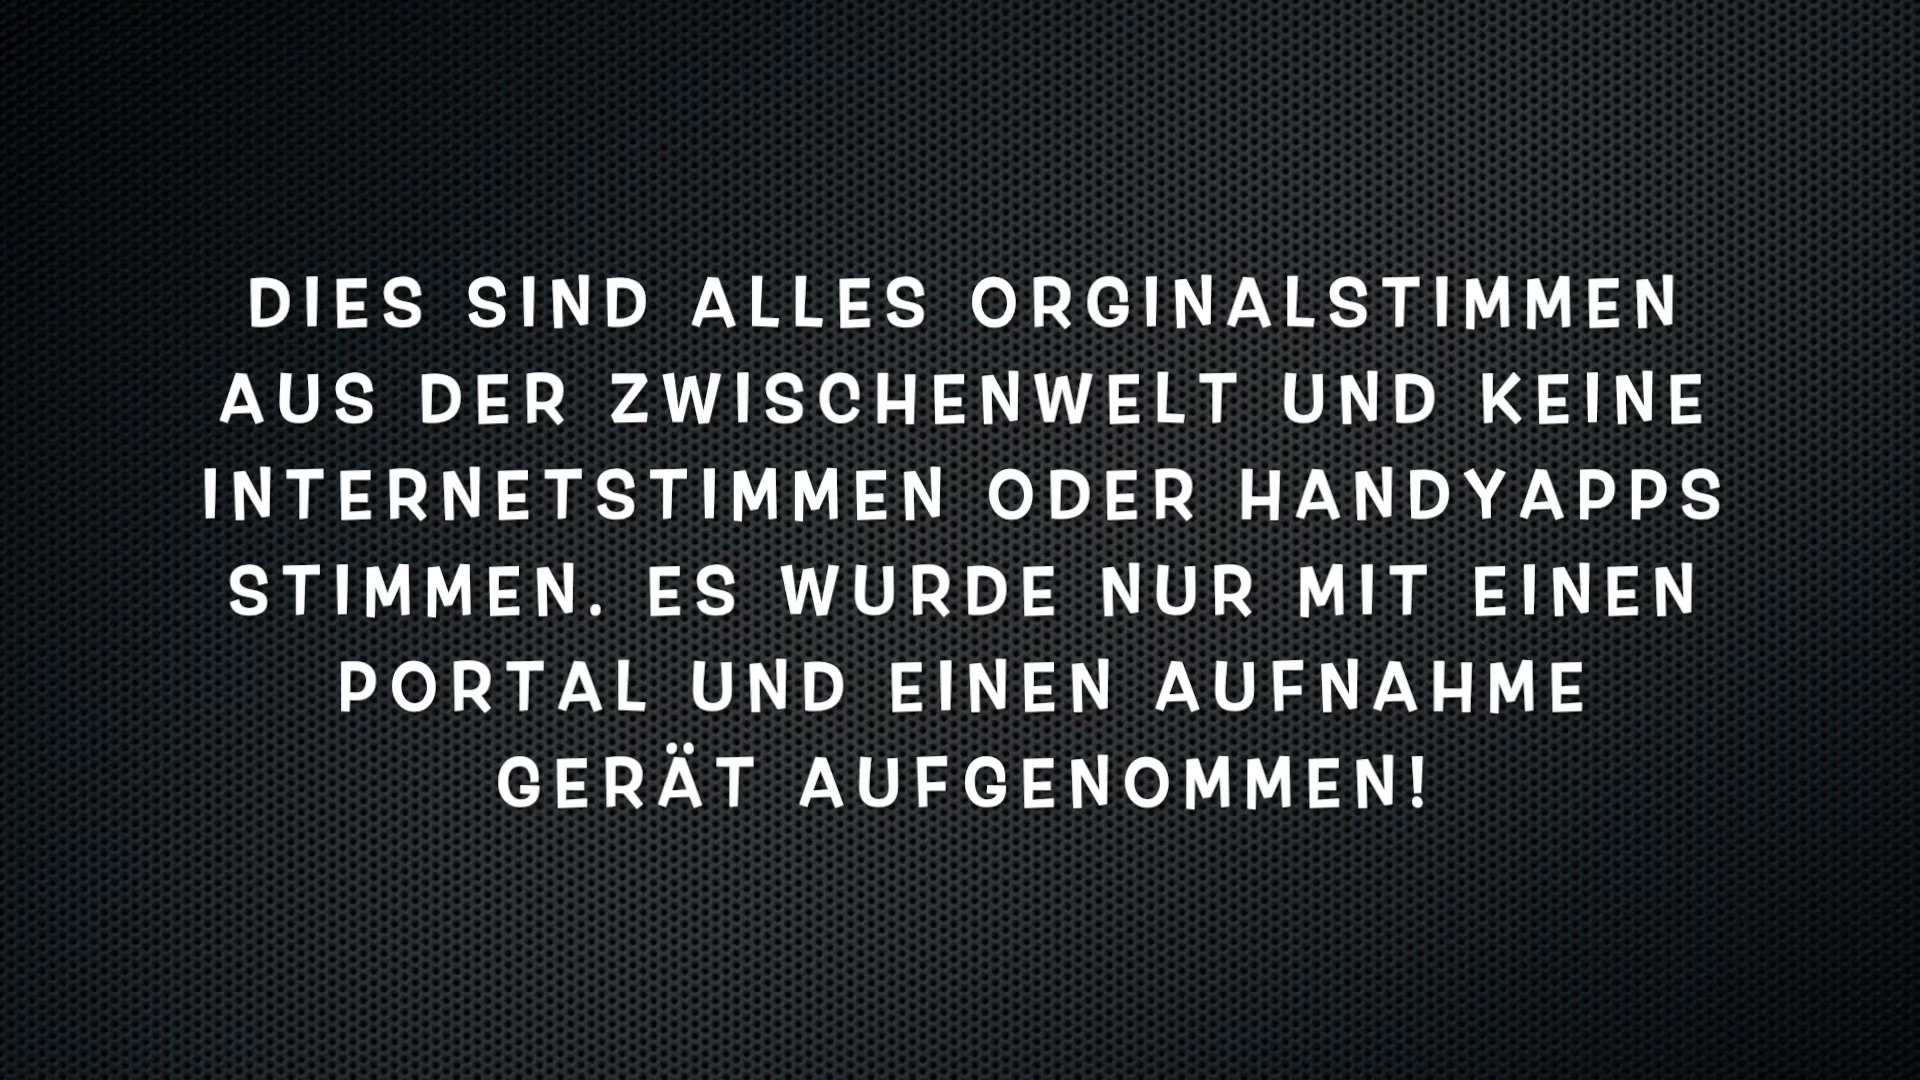 DIES SIND ALLES ORGINALSTIMMEN
AUS DER ZWISCHENWELT UND KEINE
INTERNETSTIMMEN ODER HANDYAPPS
STIMMEN. ES WURDE NUR MIT EINEN
PORTAL UND EINEN AUFNAHME
GERÄT AUFGENOMMEN!